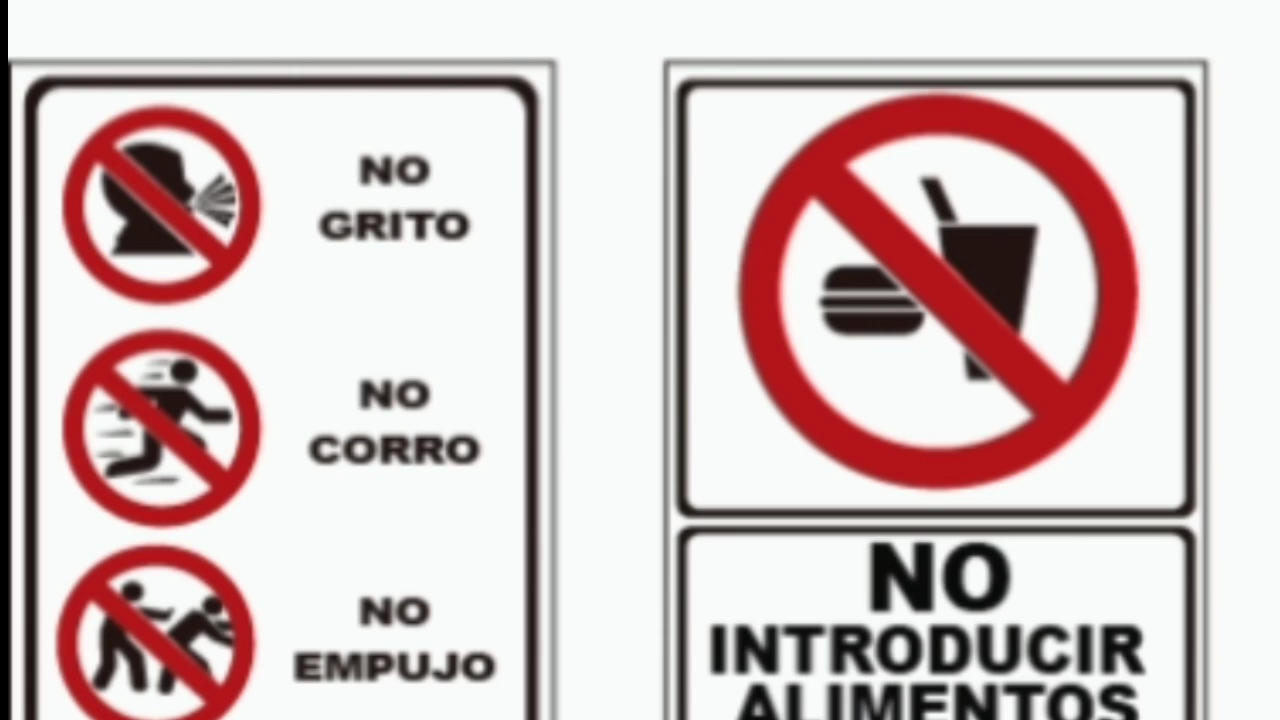 NO
GRITO
NO
CORRO
NO
EMPUJO
NO
INTRODUCIR
ALIMENTOS